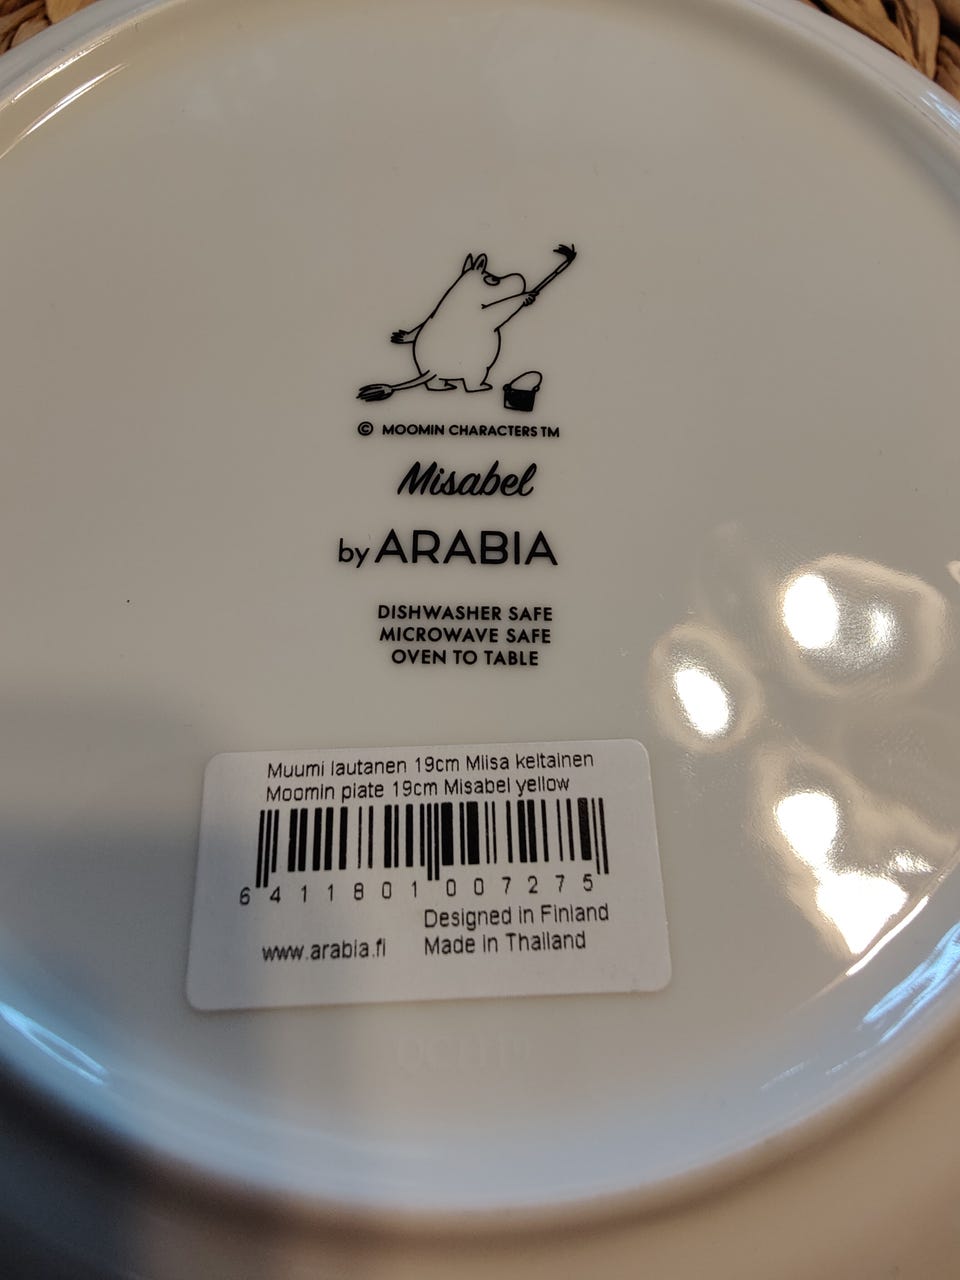 © MOOMIN CHARACTERS TM
Misabel
by ARABIA
DISHWASHER SAFE
MICROWAVE SAFE
OVEN TO TABLE
Muumi lautanen 19cm Miisa keltainen
Moomin plate 19cm Misabel yellow
6 411801 007275
Designed in Finland
www.arabia.fi Made in Thailand